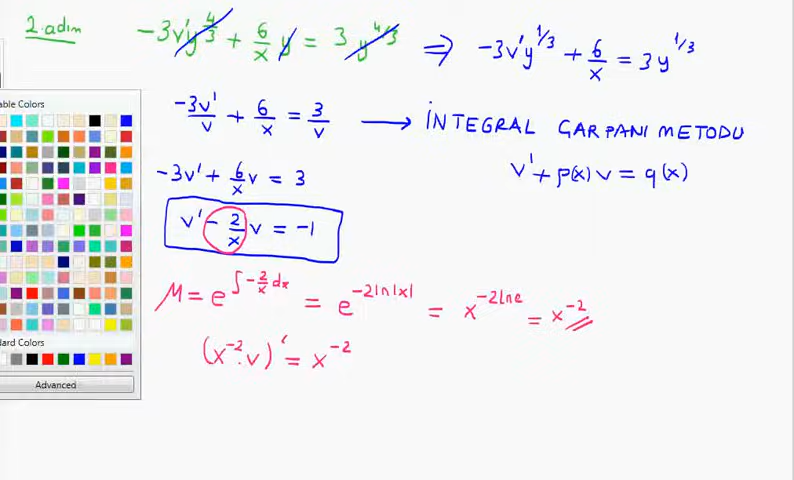 2. adım
-3v'y^{4/3} + 6/x y = 3 y^{4/3} ⇒ -3v'y^{1/3} + 6/x = 3y^{1/3}
-3v'/v + 6/x = 3/v → İNTEGRAL ÇARPANI METODU
-3v' + 6/x v = 3 v' + p(x) v = q(x)
v' - 2/x v = -1
M = e^{∫-2/x dx} = e^{-2ln|x|} = x^{-2lne} = x^{-2}
(x^{-2}.v)' = x^{-2}
able Colors
dard Colors
Advanced